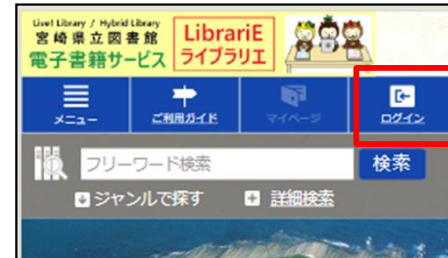 Livet Library / Hybrid Library
宮崎県立図書館
電子書籍サービス
LibrariE
ライブラリエ
メニュー
ご利用ガイド
マイページ
ログイン
フリーワード検索
検索
ジャンルで探す
詳細検索